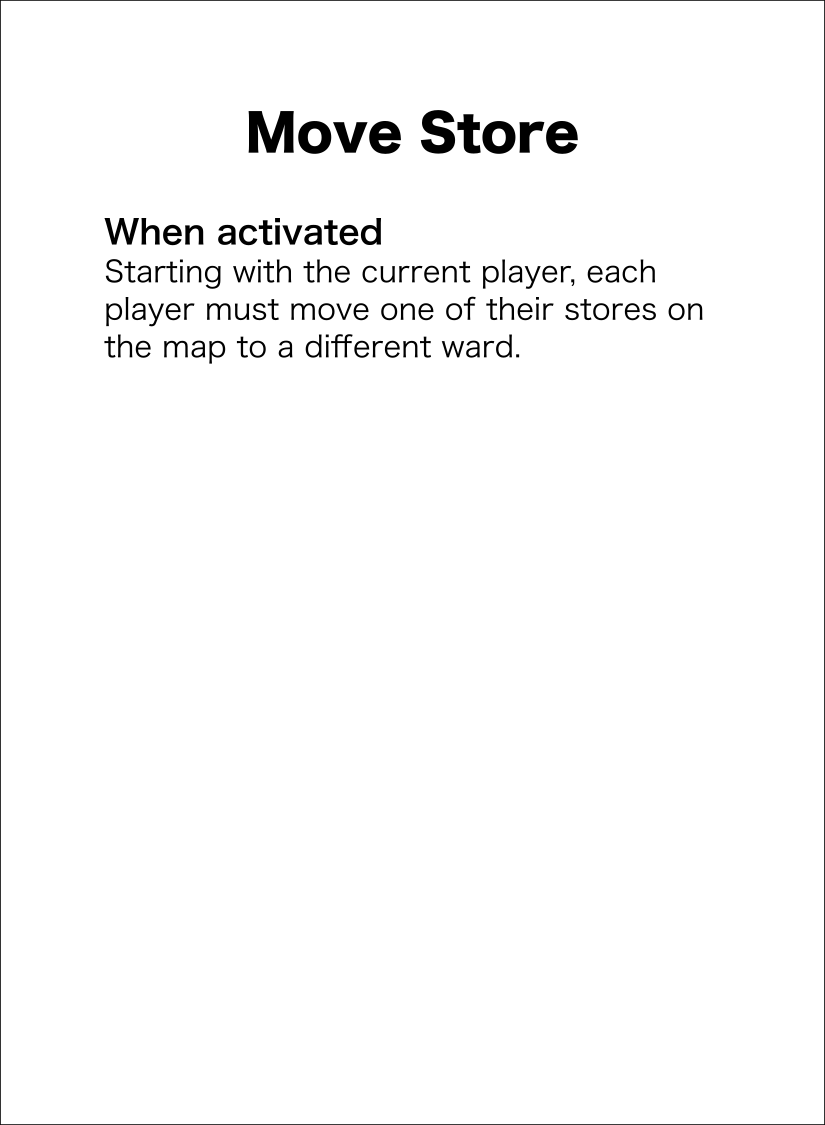 Move Store
When activated
Starting with the current player, each
player must move one of their stores on
the map to a different ward.